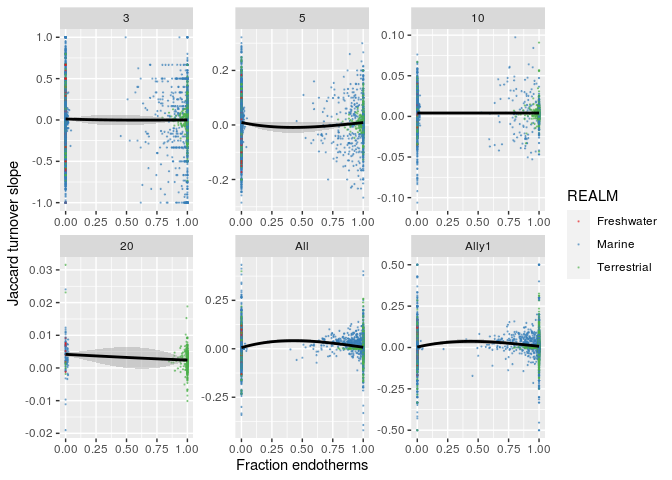 3
5
10
1.0
0.5
0.0
-0.5
-1.0
0.2
0.0
-0.2
0.10
0.05
0.00
-0.05
-0.10
0.00 0.25 0.50 0.75 1.00
0.00 0.25 0.50 0.75 1.00
0.00 0.25 0.50 0.75 1.00
20
All
Ally1
0.03
0.02
0.01
0.00
-0.01
-0.02
0.25
0.00
-0.25
0.50
0.25
0.00
-0.25
-0.50
0.00 0.25 0.50 0.75 1.00
0.00 0.25 0.50 0.75 1.00
0.00 0.25 0.50 0.75 1.00
Jaccard turnover slope
Fraction endotherms
REALM
Freshwater
Marine
Terrestrial